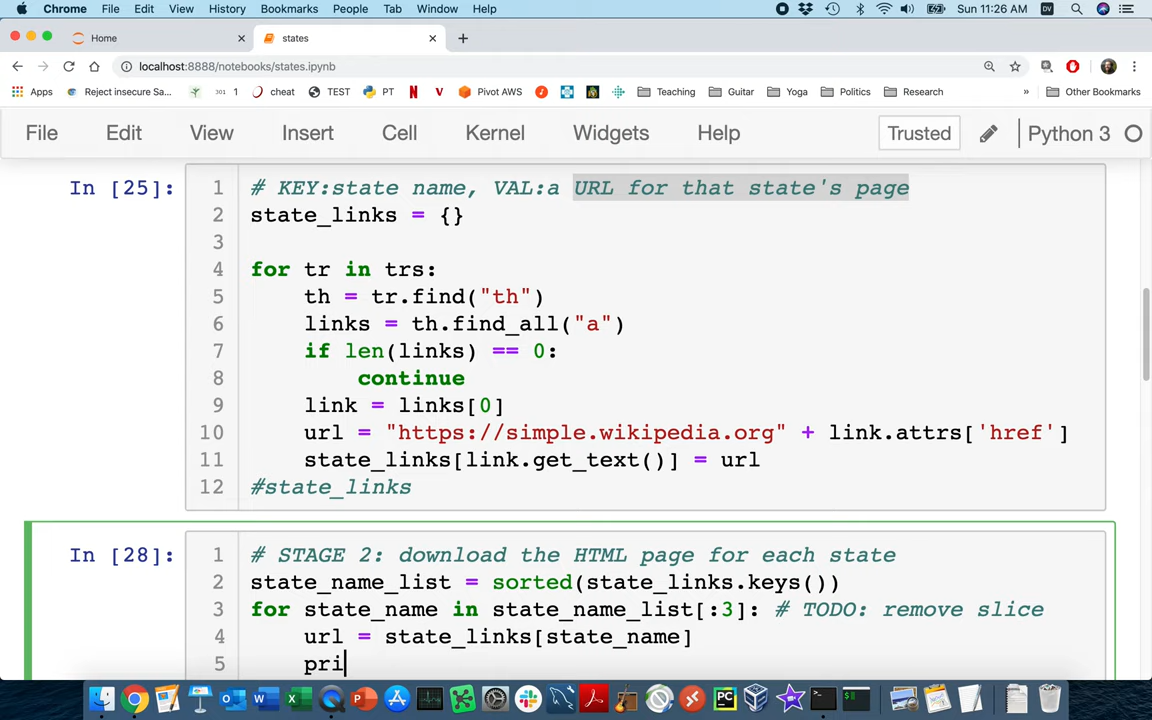 Chrome File Edit View History Bookmarks People Tab Window Help Sun 11:26 AM DV
Home states
localhost:8888/notebooks/states.ipynb
Apps Reject insecure Sa... 301 1 cheat TEST PT N V Pivot AWS Teaching Guitar Yoga Politics Research » Other Bookmarks
File Edit View Insert Cell Kernel Widgets Help Trusted Python 3
In [25]: 1 # KEY:state name, VAL:a URL for that state's page
2 state_links = {}
3
4 for tr in trs:
5 th = tr.find("th")
6 links = th.find_all("a")
7 if len(links) == 0:
8 continue
9 link = links[0]
10 url = "https://simple.wikipedia.org" + link.attrs['href']
11 state_links[link.get_text()] = url
12 #state_links
In [28]: 1 # STAGE 2: download the HTML page for each state
2 state_name_list = sorted(state_links.keys())
3 for state_name in state_name_list[:3]: # TODO: remove slice
4 url = state_links[state_name]
5 pri